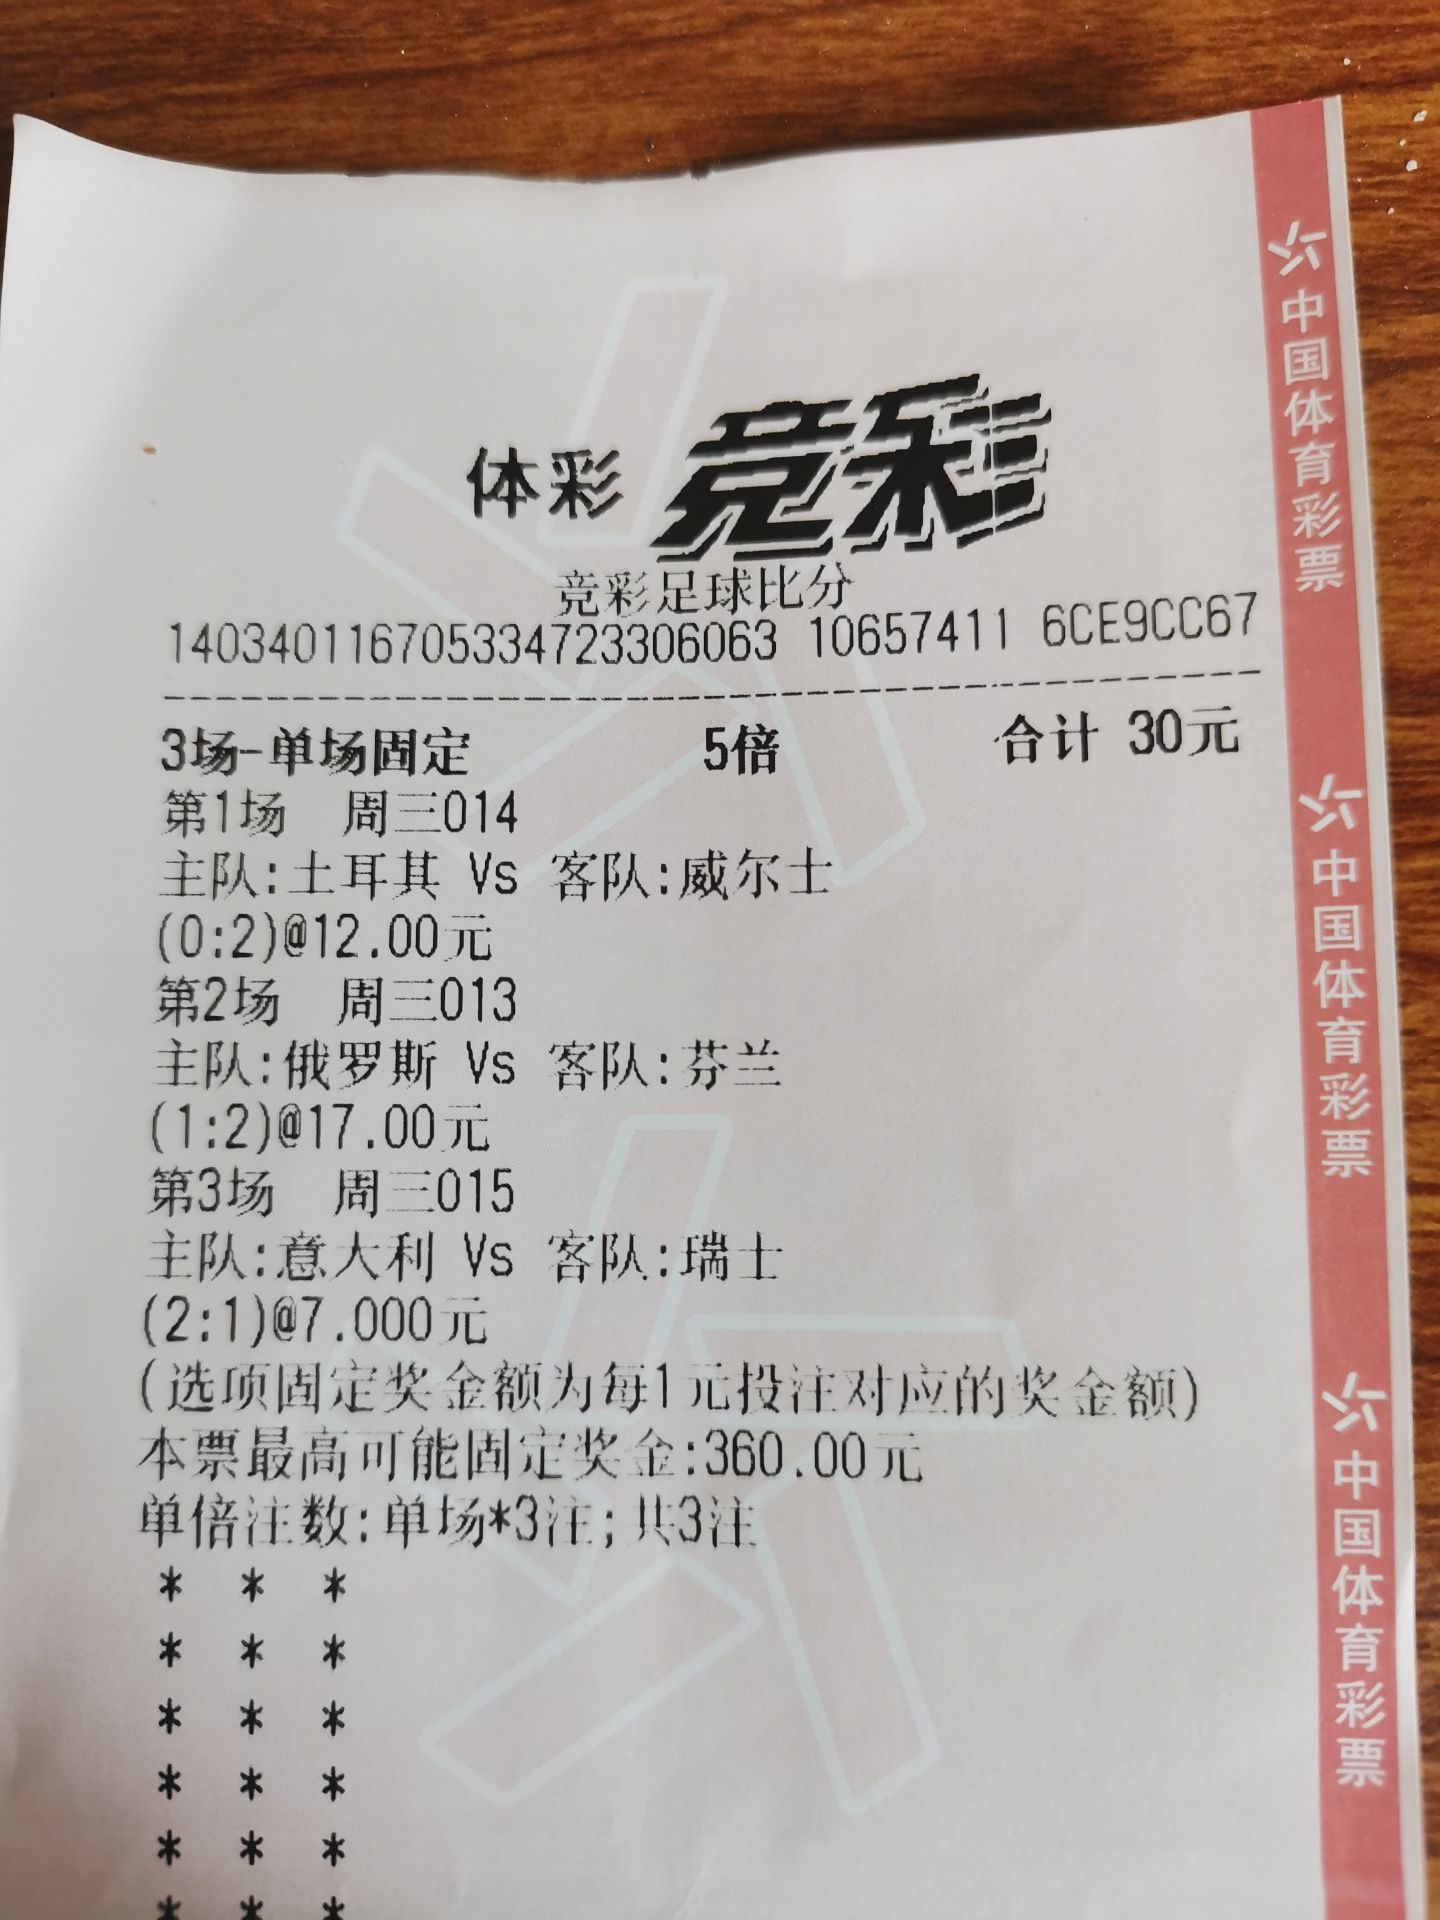 体彩 竞彩
竞彩足球比分
140340116705334723306063 10657411 6CE9CC67
3场-单场固定 5倍 合计 30元
第1场 周三014
主队:土耳其 Vs 客队:威尔士
(0:2)@12.00元
第2场 周三013
主队:俄罗斯 Vs 客队:芬兰
(1:2)@17.00元
第3场 周三015
主队:意大利 Vs 客队:瑞士
(2:1)@7.000元
(选项固定奖金额为每1元投注对应的奖金额)
本票最高可能固定奖金:360.00元
单倍注数:单场*3注;共3注
* * *
* * *
* * *
* * *
* * *
* * *
中国体育彩票
中国体育彩票
中国体育彩票